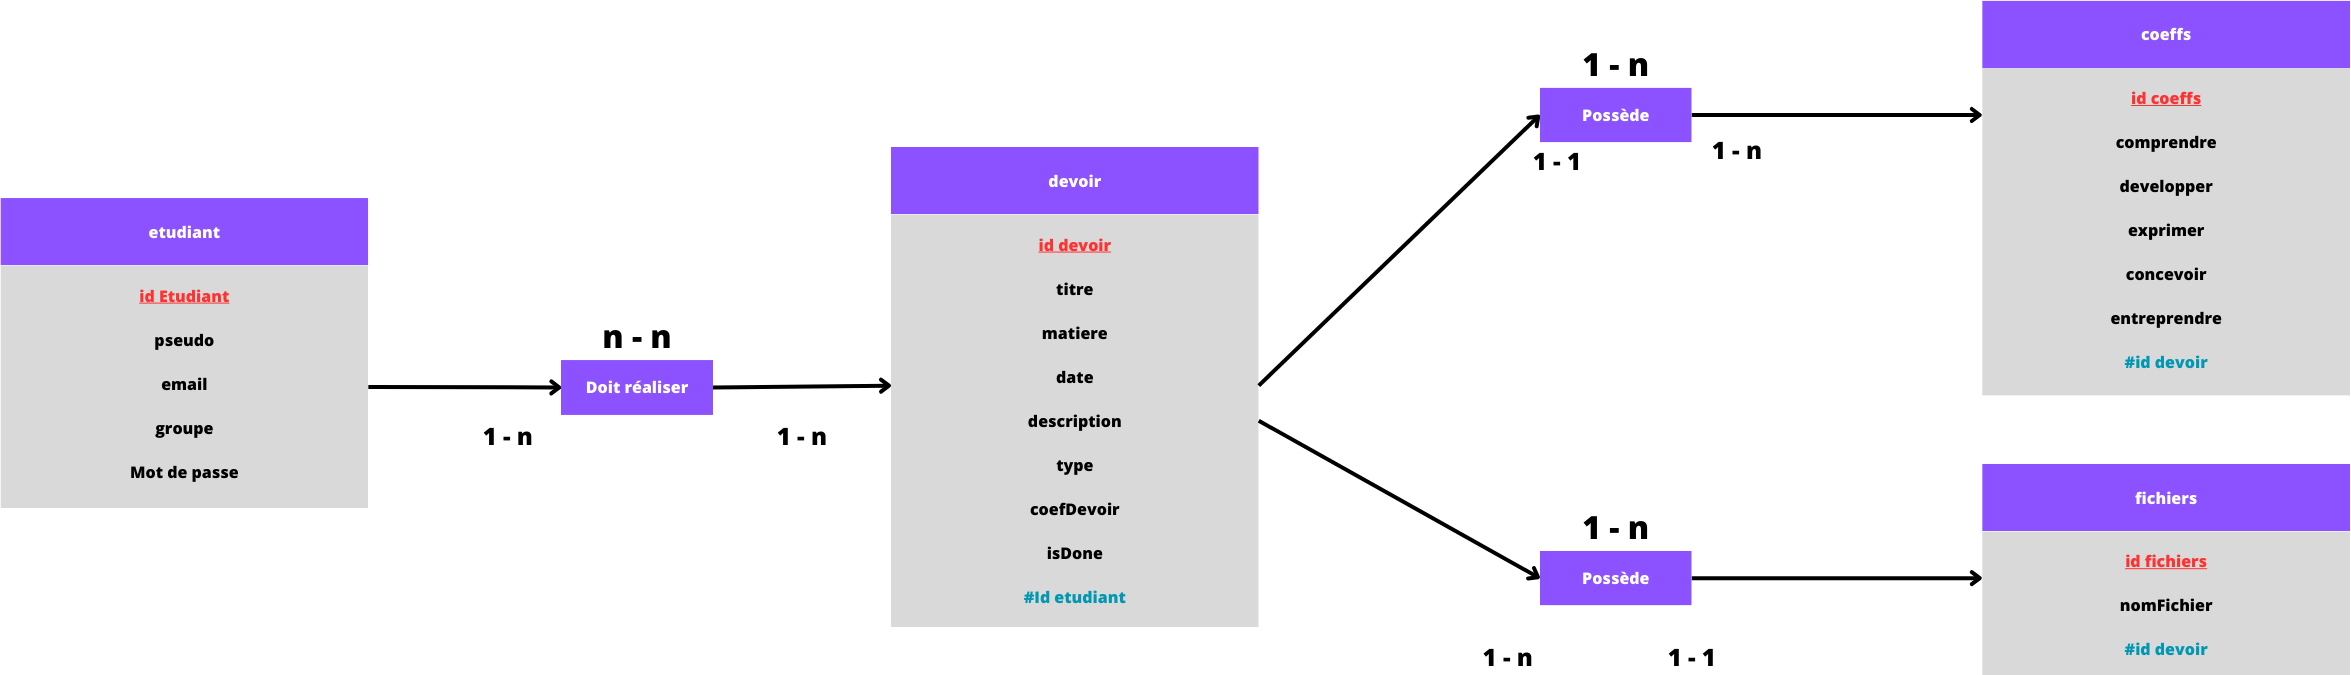 etudiant
id Etudiant
pseudo
email
groupe
Mot de passe
n - n
Doit réaliser
1 - n
1 - n
devoir
id devoir
titre
matiere
date
description
type
coefDevoir
isDone
#Id etudiant
1 - n
Possède
1 - 1
1 - n
coeffs
id coeffs
comprendre
developper
exprimer
concevoir
entreprendre
#id devoir
1 - n
Possède
1 - n
1 - 1
fichiers
id fichiers
nomFichier
#id devoir